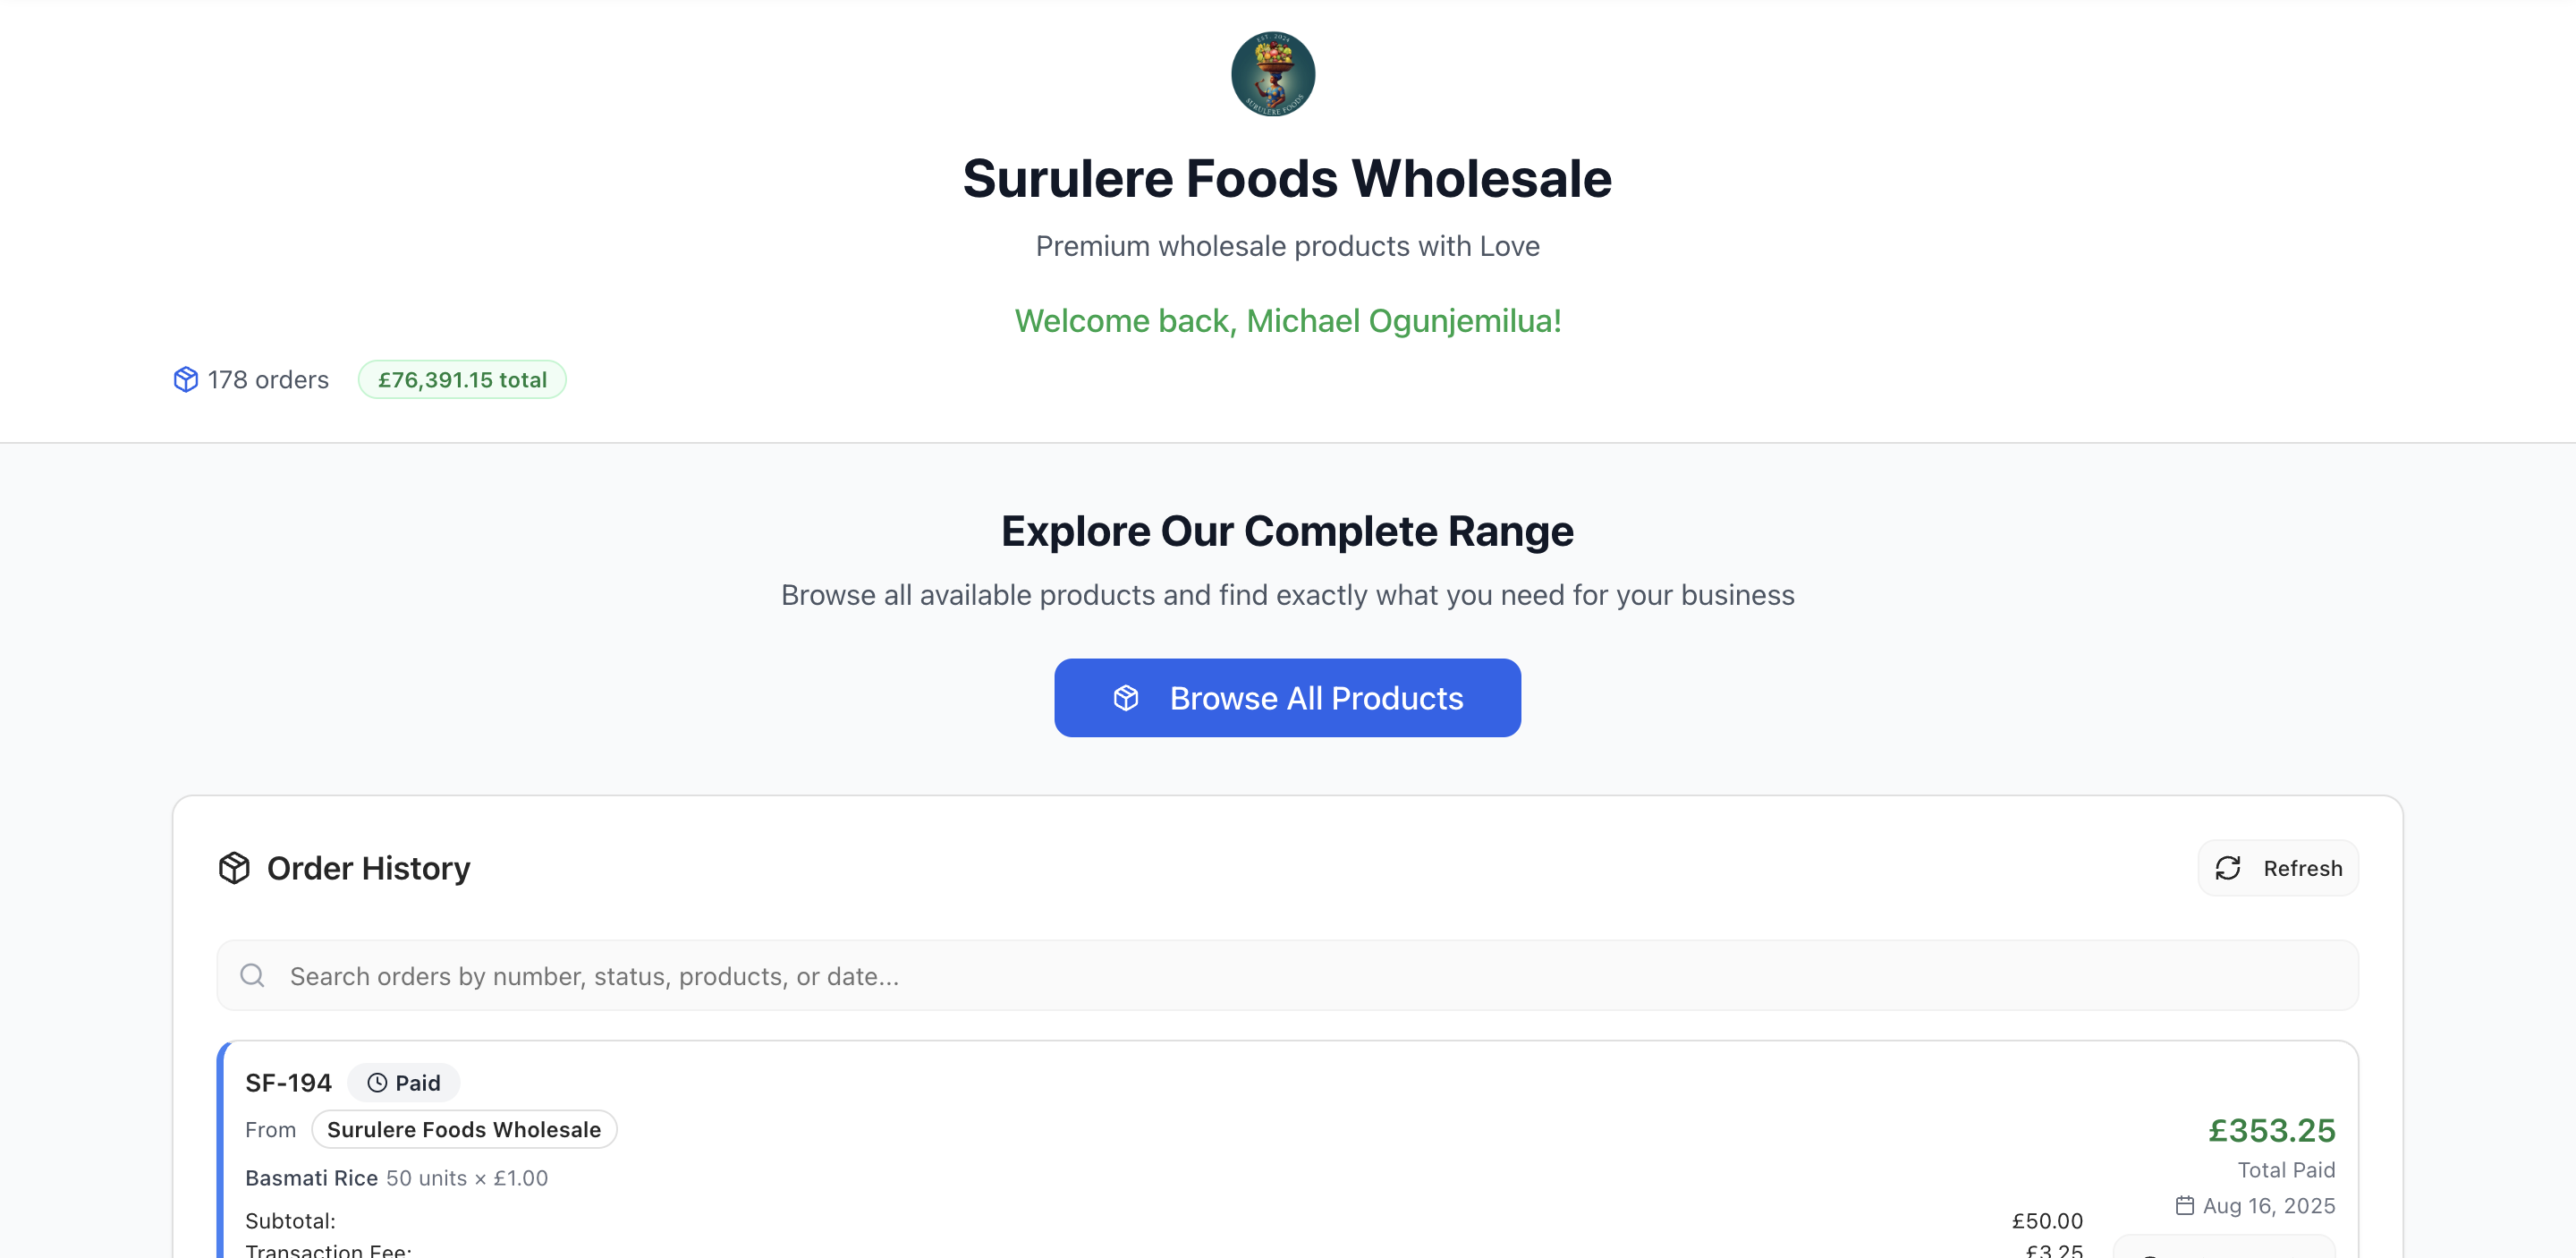 EST. 2024
SURULERE FOODS
Surulere Foods Wholesale
Premium wholesale products with Love
Welcome back, Michael Ogunjemilua!
178 orders
£76,391.15 total
Explore Our Complete Range
Browse all available products and find exactly what you need for your business
Browse All Products
Order History
Refresh
Search orders by number, status, products, or date...
SF-194
Paid
From Surulere Foods Wholesale
£353.25
Total Paid
Basmati Rice 50 units × £1.00
Aug 16, 2025
Subtotal: £50.00
Transaction Fee: £3.25